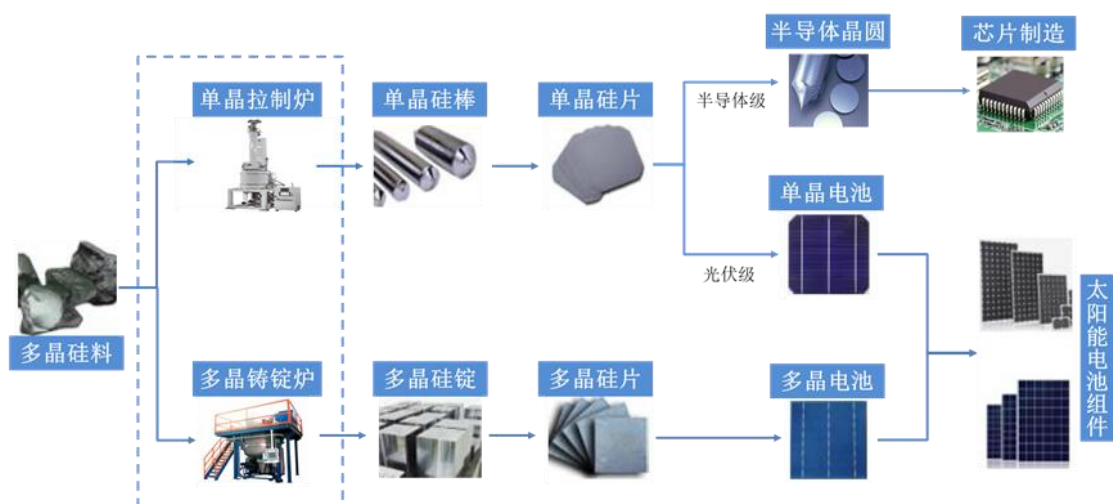 半导体晶圆
芯片制造
单晶拉制炉
单晶硅棒
单晶硅片
半导体级
单晶电池
光伏级
多晶硅料
多晶铸锭炉
多晶硅锭
多晶硅片
多晶电池
太阳能电池组件